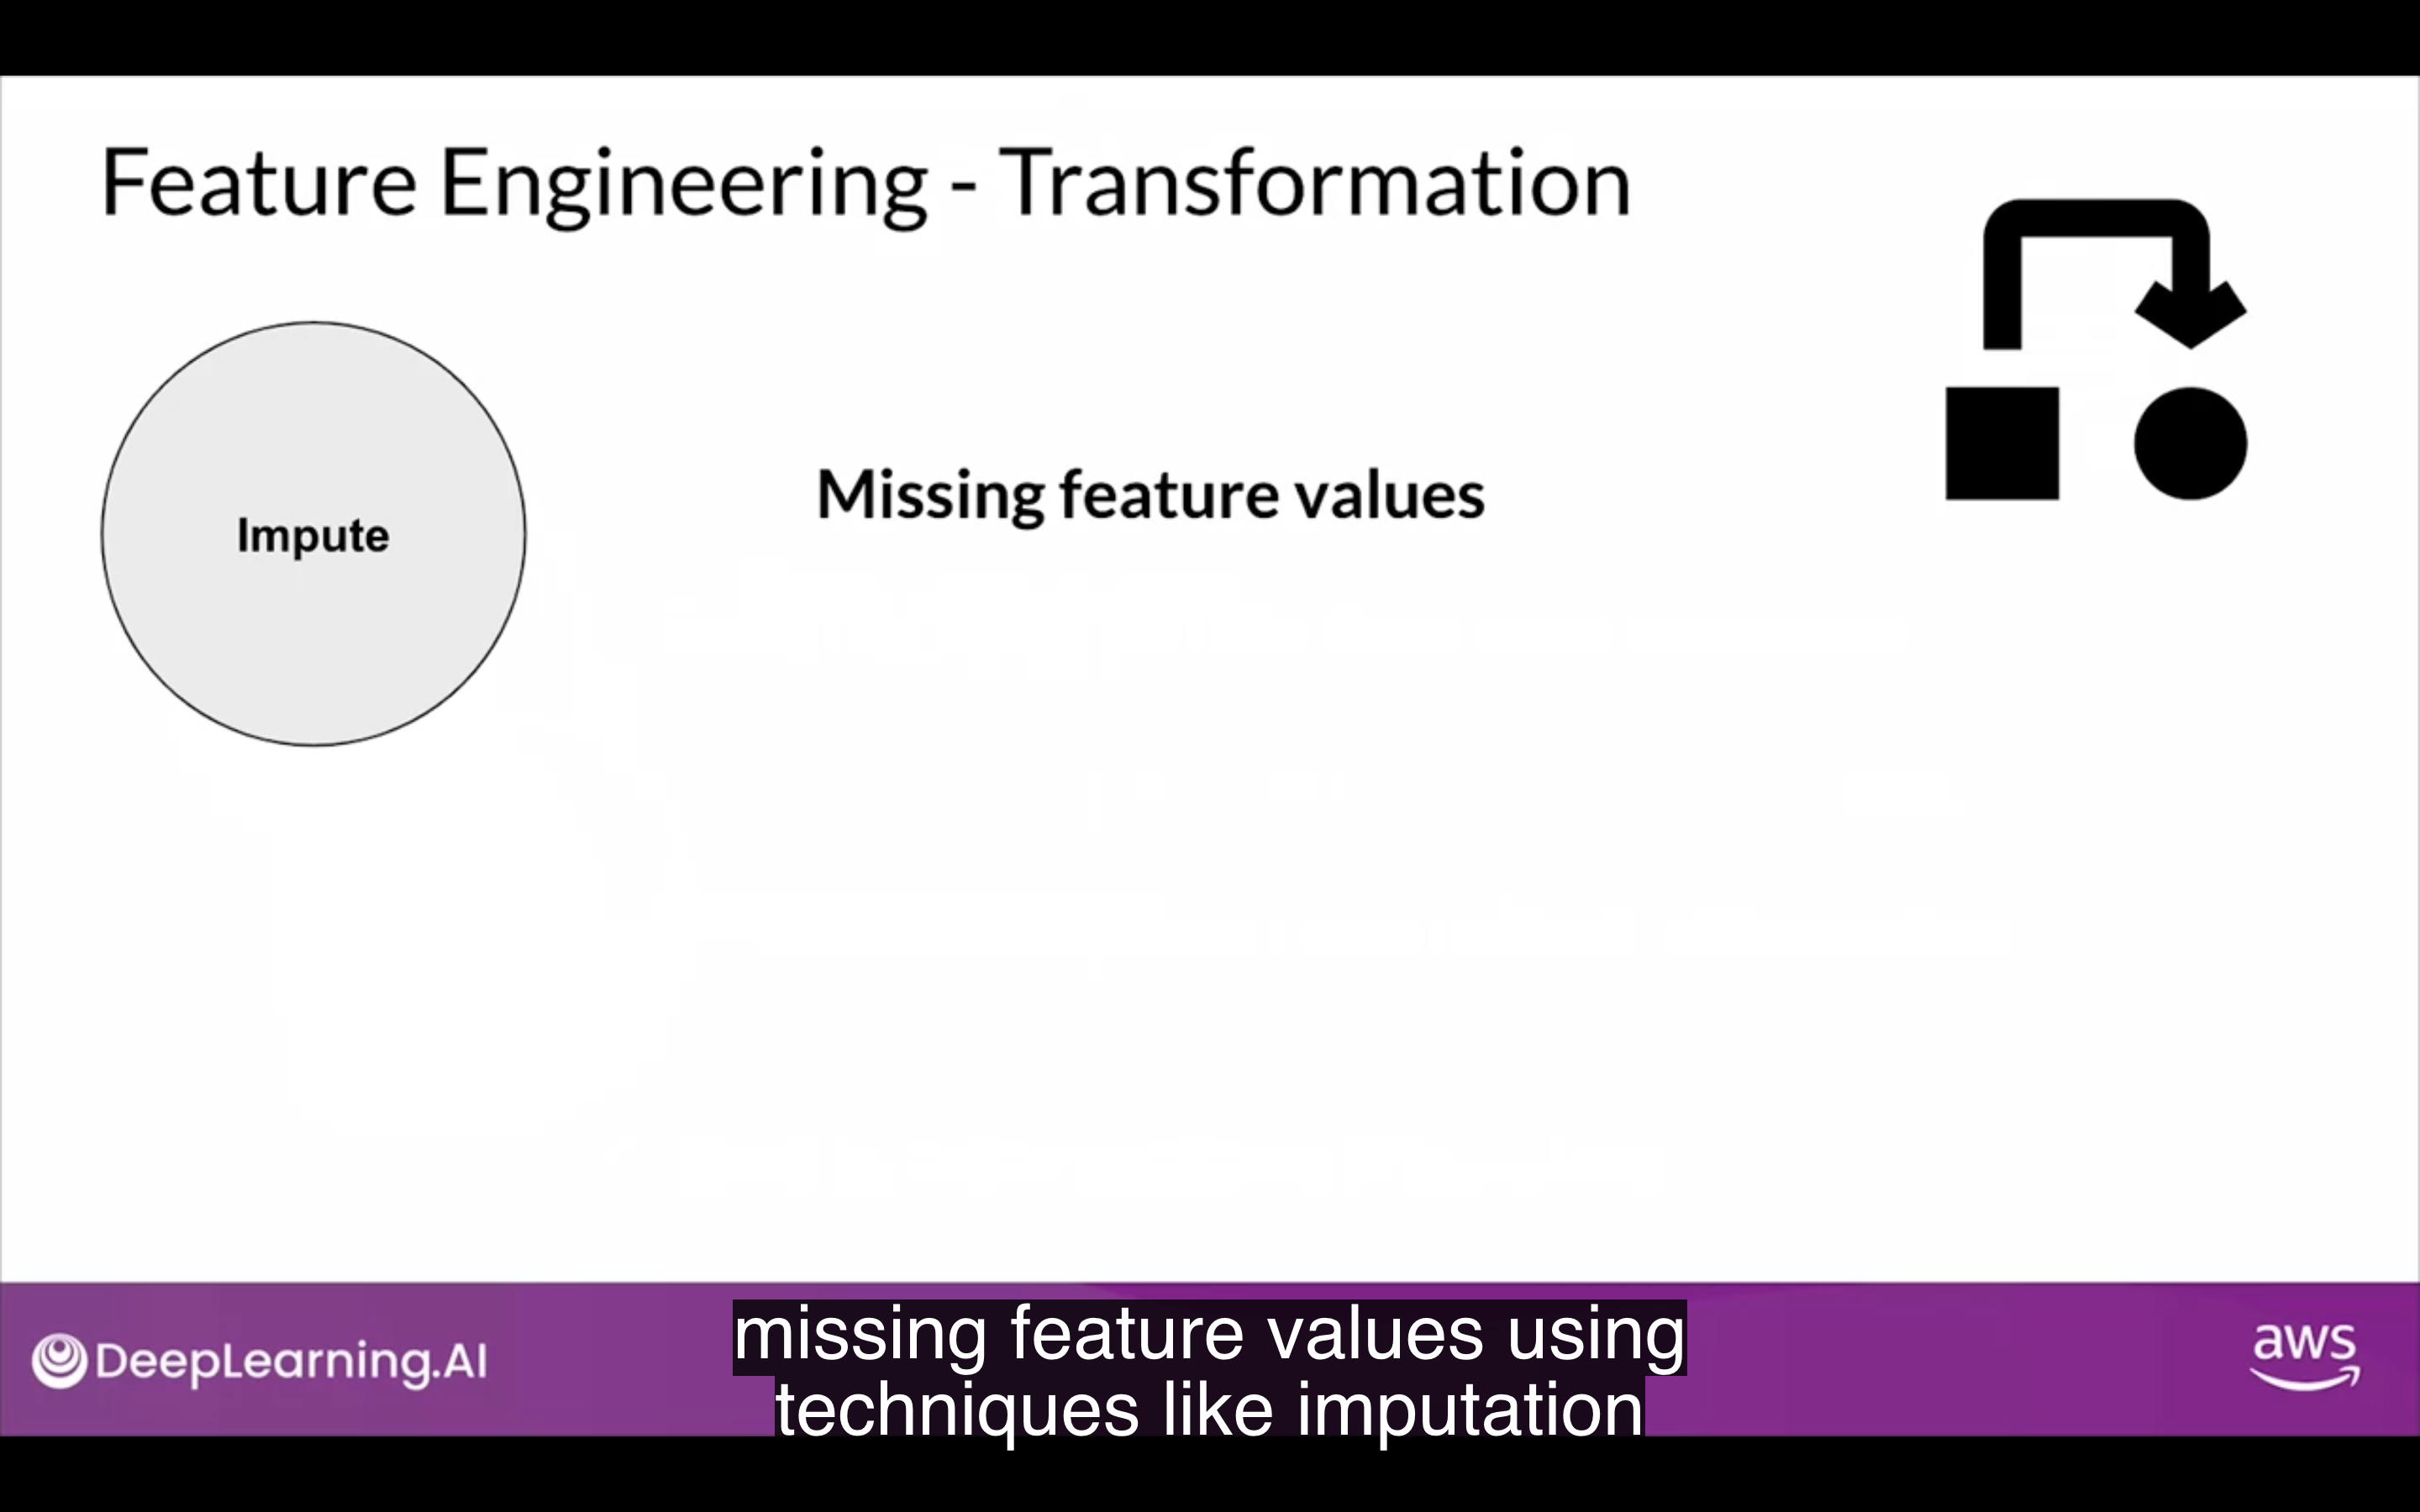 Feature Engineering - Transformation
Impute
Missing feature values
DeepLearning.AI
missing feature values using
techniques like imputation
aws